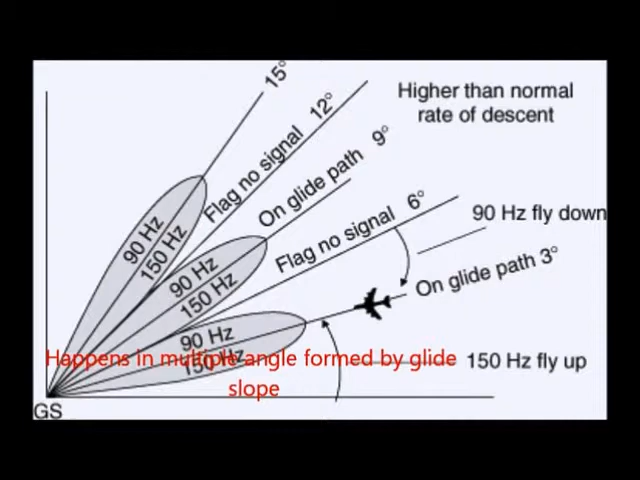 15°
Higher than normal
rate of descent
Flag no signal 12°
On glide path 9°
Flag no signal 6°
90 Hz fly down
On glide path 3°
90 Hz
150 Hz
90 Hz
150 Hz
90 Hz
150 Hz
Happens in multiple angle formed by glide
slope
150 Hz fly up
GS